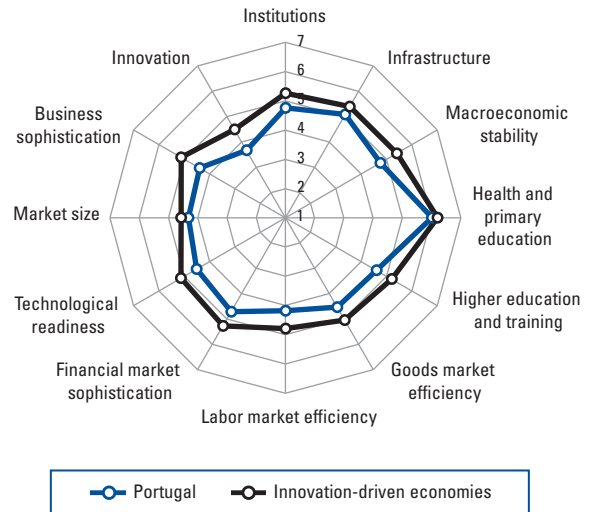 Institutions
7
6
5
4
3
2
1
Infrastructure
Macroeconomic
stability
Health and
primary
education
Higher education
and training
Goods market
efficiency
Labor market efficiency
Financial market
sophistication
Technological
readiness
Market size
Business
sophistication
Innovation
Portugal
Innovation-driven economies